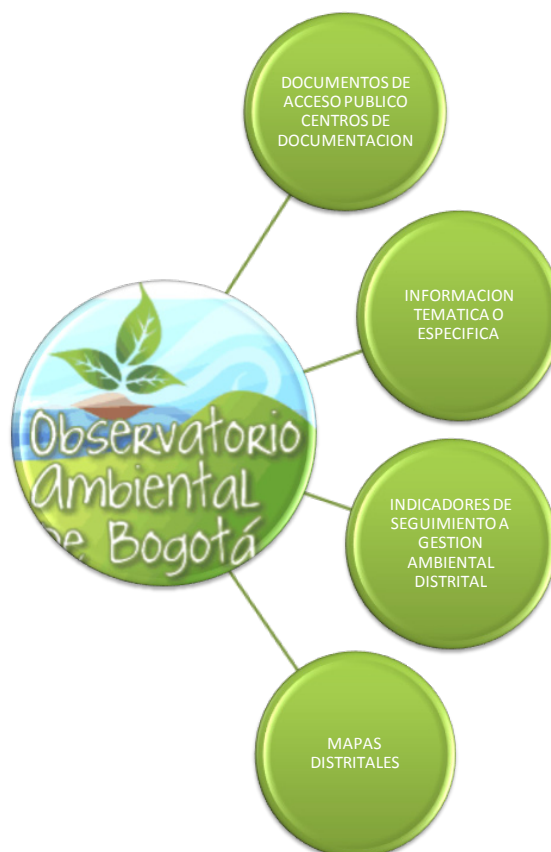 DOCUMENTOS DE
ACCESO PUBLICO
CENTROS DE
DOCUMENTACION
INFORMACION
TEMATICA O
ESPECIFICA
Observatorio
Ambiental
De Bogotá
INDICADORES DE
SEGUIMIENTO A
GESTION
AMBIENTAL
DISTRITAL
MAPAS
DISTRITALES